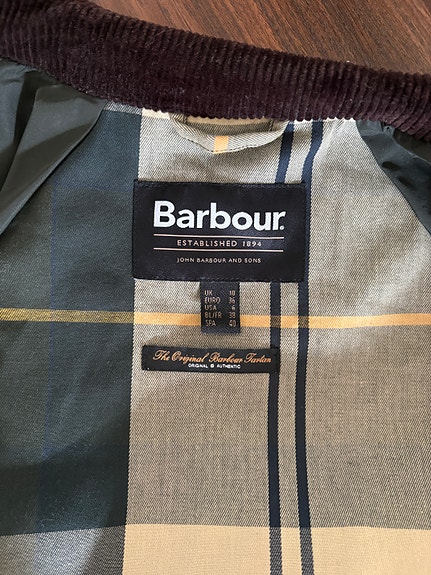 Barbour.
ESTABLISHED 1894
JOHN BARBOUR AND SONS
UK 10
EURO 36
USA 6
BL/FR 38
SPA 40
The Original Barbour Tartan
ORIGINAL & AUTHENTIC